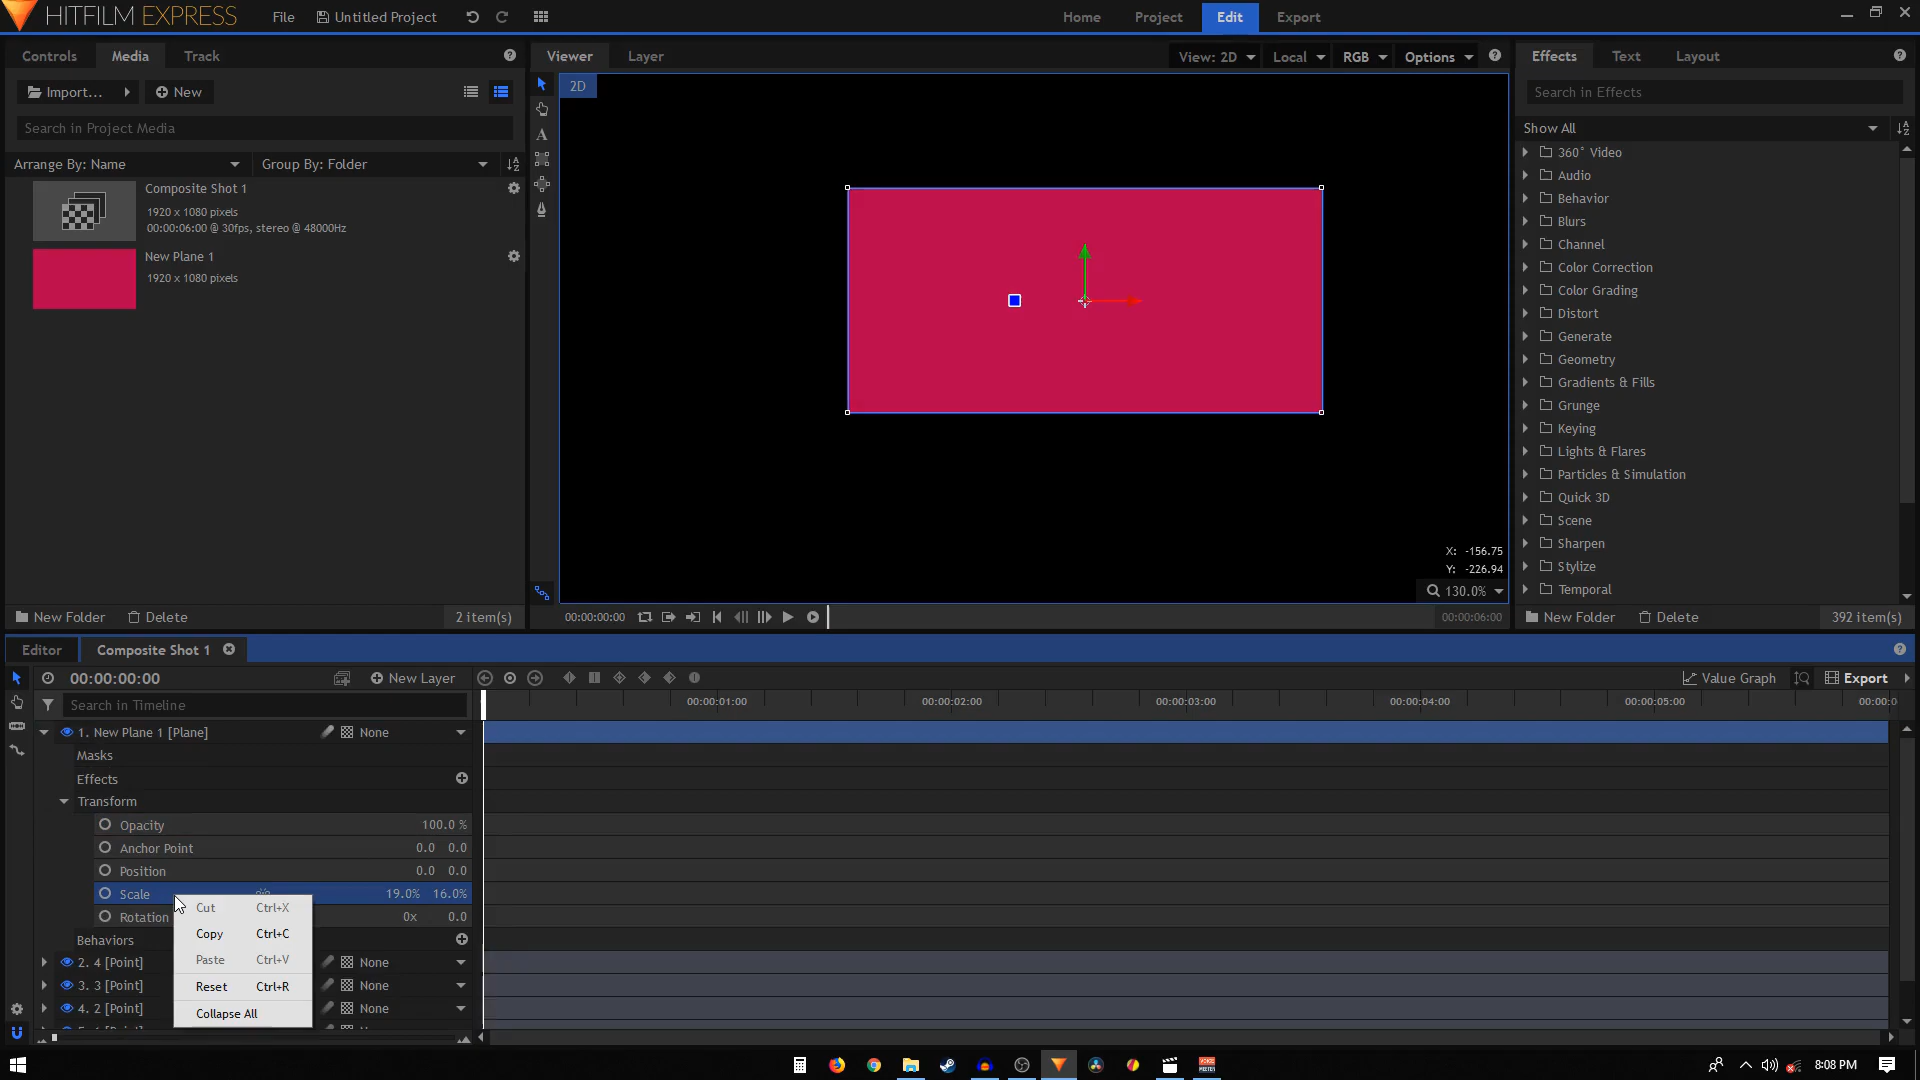 HITFILM EXPRESS
File
Untitled Project
Home
Project
Edit
Export
Controls
Media
Track
Viewer
Layer
View: 2D
Local
RGB
Options
Effects
Text
Layout
Import...
New
2D
Search in Effects
Search in Project Media
Show All
Arrange By: Name
Group By: Folder
Composite Shot 1
1920 x 1080 pixels
00:00:06:00 @ 30fps, stereo @ 48000Hz
New Plane 1
1920 x 1080 pixels
360° Video
Audio
Behavior
Blurs
Channel
Color Correction
Color Grading
Distort
Generate
Geometry
Gradients & Fills
Grunge
Keying
Lights & Flares
Particles & Simulation
Quick 3D
Scene
Sharpen
Stylize
Temporal
X: -156.75
Y: -226.94
130.0%
New Folder
Delete
2 item(s)
00:00:00:00
00:00:06:00
New Folder
Delete
392 item(s)
Editor
Composite Shot 1
00:00:00:00
New Layer
Value Graph
Export
Search in Timeline
00:00:01:00
00:00:02:00
00:00:03:00
00:00:04:00
00:00:05:00
00:00:0
1. New Plane 1 [Plane]
None
Masks
Effects
Transform
Opacity
100.0 %
Anchor Point
0.0 0.0
Position
0.0 0.0
Scale
19.0% 16.0%
Rotation
0x 0.0
Behaviors
Cut Ctrl+X
Copy Ctrl+C
Paste Ctrl+V
Reset Ctrl+R
Collapse All
2. 4 [Point]
None
3. 3 [Point]
None
4. 2 [Point]
None
8:08 PM